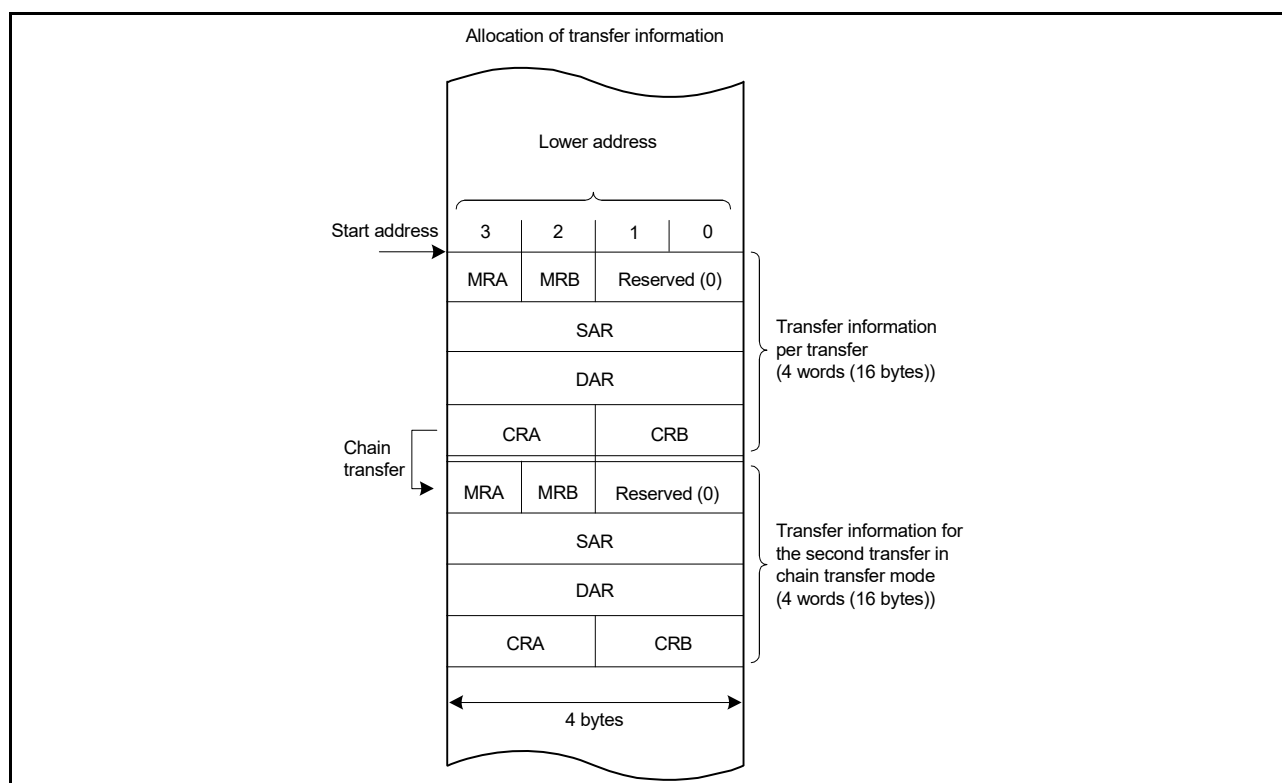 Allocation of transfer information
Lower address
Start address
3 2 1 0
MRA MRB Reserved (0)
SAR
DAR
CRA CRB
Transfer information
per transfer
(4 words (16 bytes))
Chain
transfer
MRA MRB Reserved (0)
SAR
DAR
CRA CRB
Transfer information for
the second transfer in
chain transfer mode
(4 words (16 bytes))
4 bytes